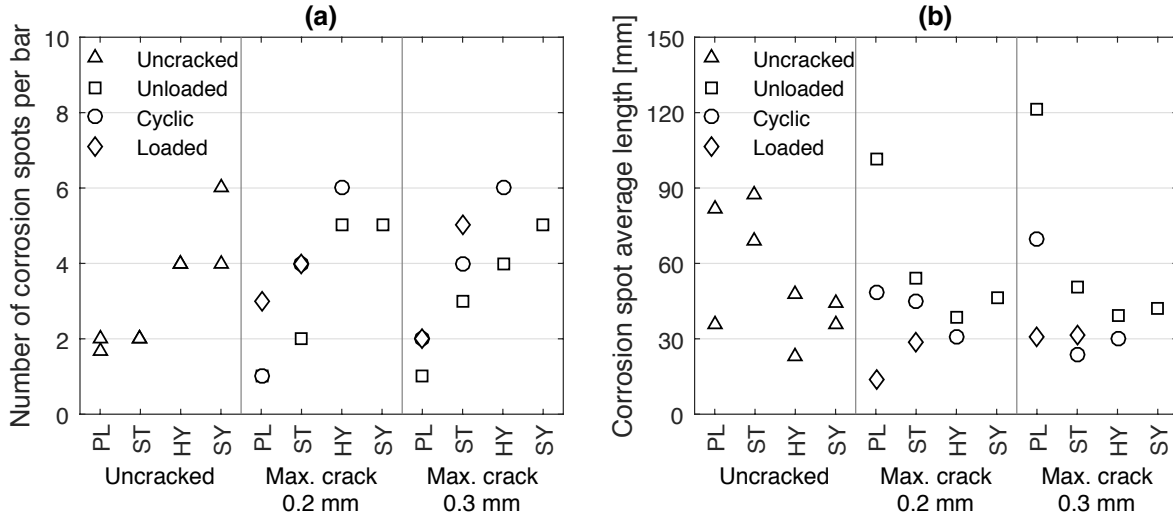 (a)
Number of corrosion spots per bar
10
8
6
4
2
0
Uncracked
Unloaded
Cyclic
Loaded
PL ST HY SY PL ST HY SY PL ST HY SY
Uncracked Max. crack Max. crack
0.2 mm 0.3 mm
(b)
Corrosion spot average length [mm]
150
120
90
60
30
0
Uncracked
Unloaded
Cyclic
Loaded
PL ST HY SY PL ST HY SY PL ST HY SY
Uncracked Max. crack Max. crack
0.2 mm 0.3 mm